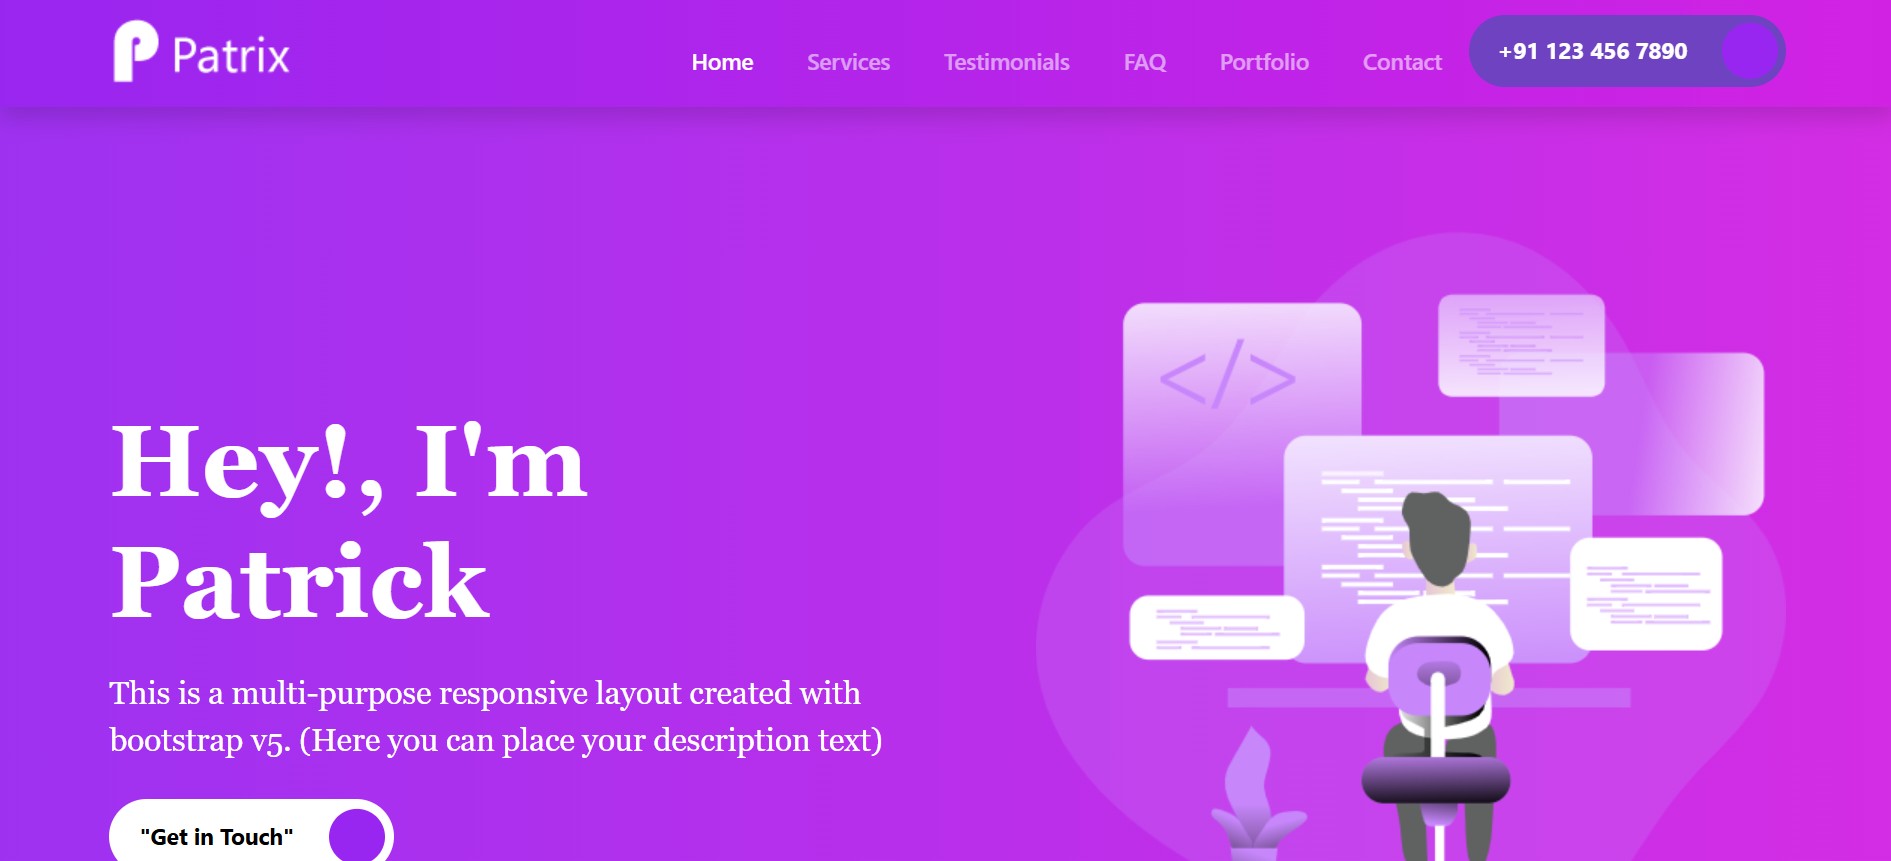 Patrix
Home Services Testimonials FAQ Portfolio Contact +91 123 456 7890
</>
Hey!, I'm
Patrick
This is a multi-purpose responsive layout created with
bootstrap v5. (Here you can place your description text)
"Get in Touch"